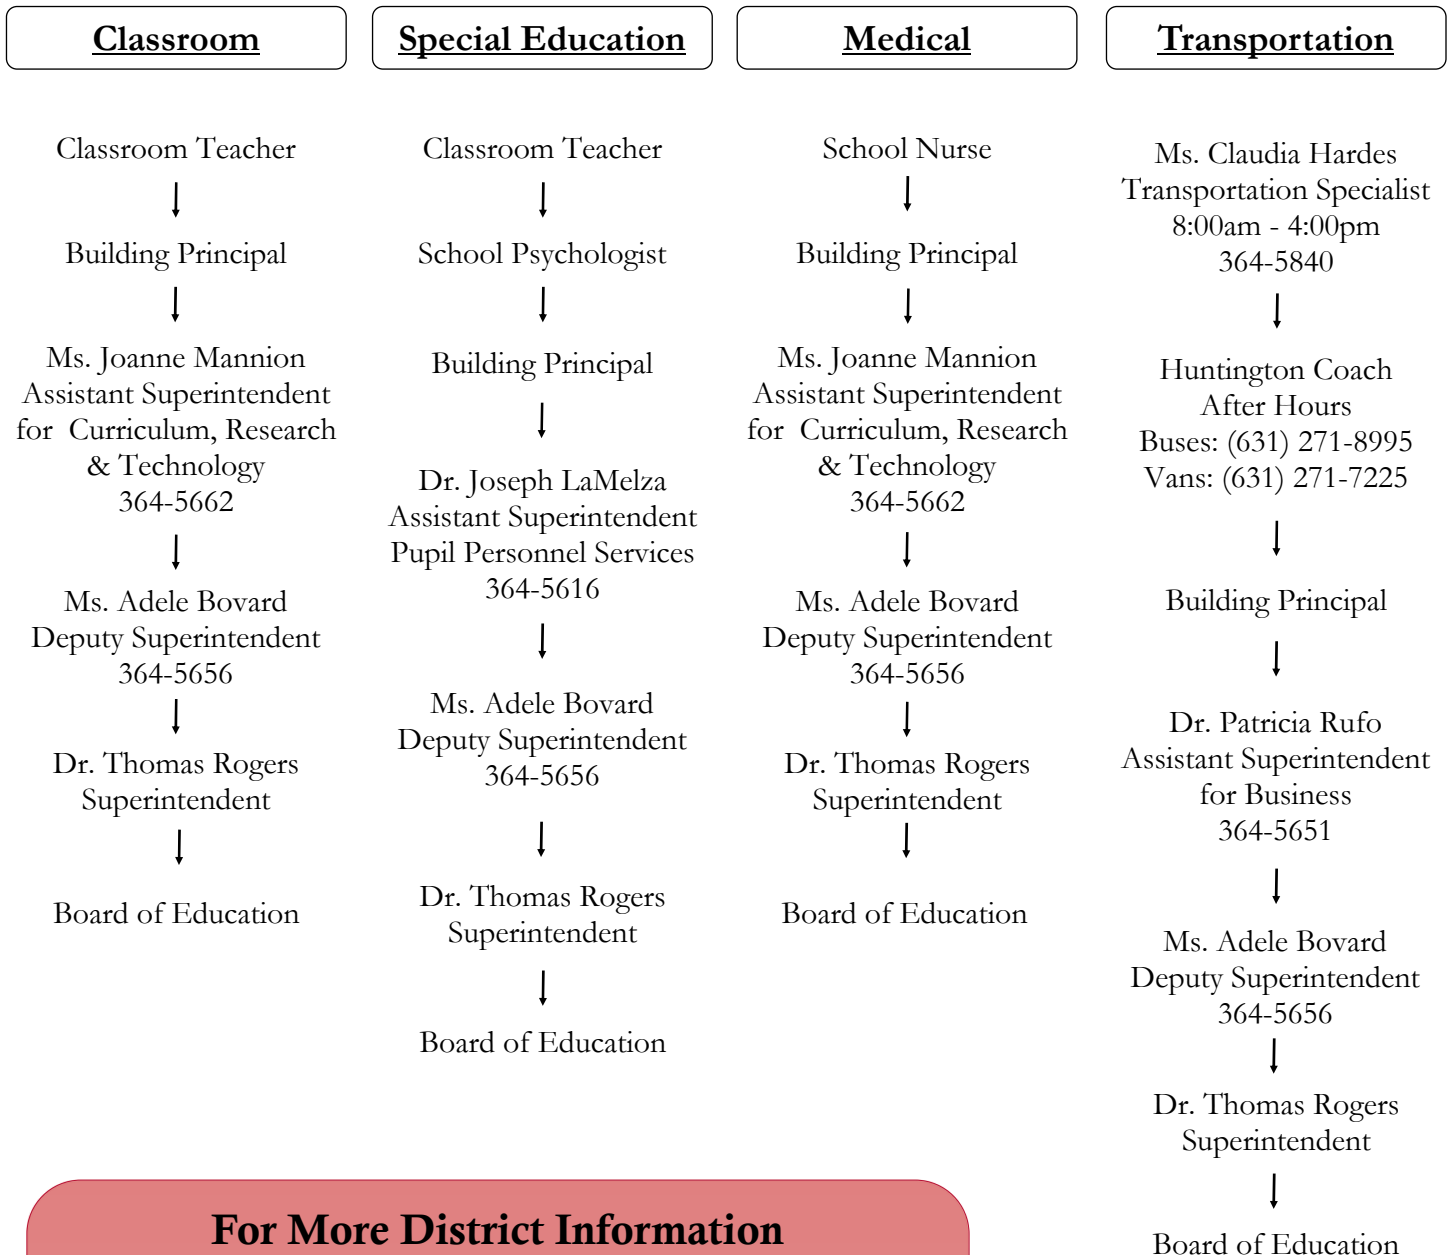 Classroom
Classroom Teacher
Building Principal
Ms. Joanne Mannion
Assistant Superintendent
for Curriculum, Research
& Technology
364-5662
Ms. Adele Bovard
Deputy Superintendent
364-5656
Dr. Thomas Rogers
Superintendent
Board of Education
Special Education
Classroom Teacher
School Psychologist
Building Principal
Dr. Joseph LaMelza
Assistant Superintendent
Pupil Personnel Services
364-5616
Ms. Adele Bovard
Deputy Superintendent
364-5656
Dr. Thomas Rogers
Superintendent
Board of Education
Medical
School Nurse
Building Principal
Ms. Joanne Mannion
Assistant Superintendent
for Curriculum, Research
& Technology
364-5662
Ms. Adele Bovard
Deputy Superintendent
364-5656
Dr. Thomas Rogers
Superintendent
Board of Education
Transportation
Ms. Claudia Hardes
Transportation Specialist
8:00am - 4:00pm
364-5840
Huntington Coach
After Hours
Buses: (631) 271-8995
Vans: (631) 271-7225
Building Principal
Dr. Patricia Rufo
Assistant Superintendent
for Business
364-5651
Ms. Adele Bovard
Deputy Superintendent
364-5656
Dr. Thomas Rogers
Superintendent
Board of Education
For More District Information